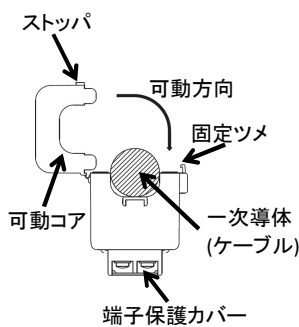 ストッパ
可動方向
固定ツメ
可動コア
一次導体
(ケーブル)
端子保護カバー